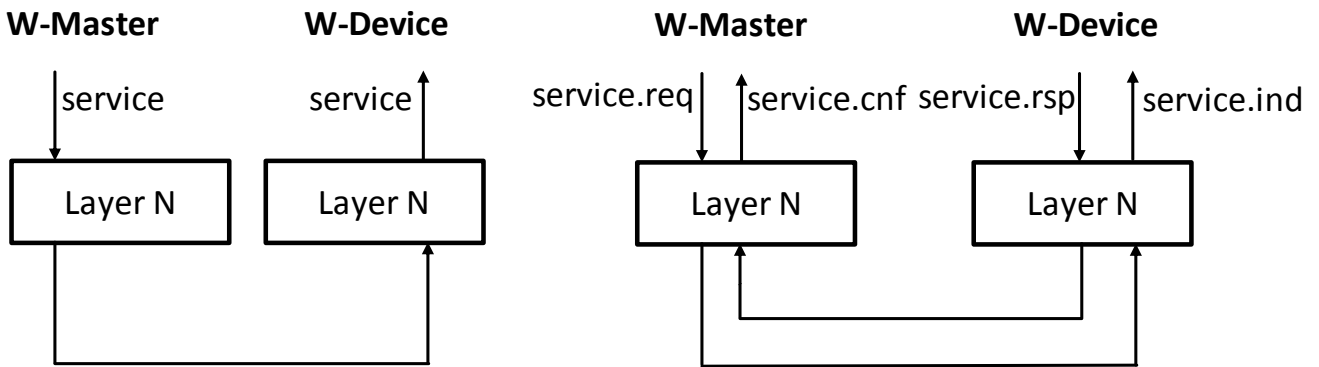 W-Master W-Device W-Master W-Device
service service service.req service.cnf service.rsp service.ind
Layer N Layer N Layer N Layer N